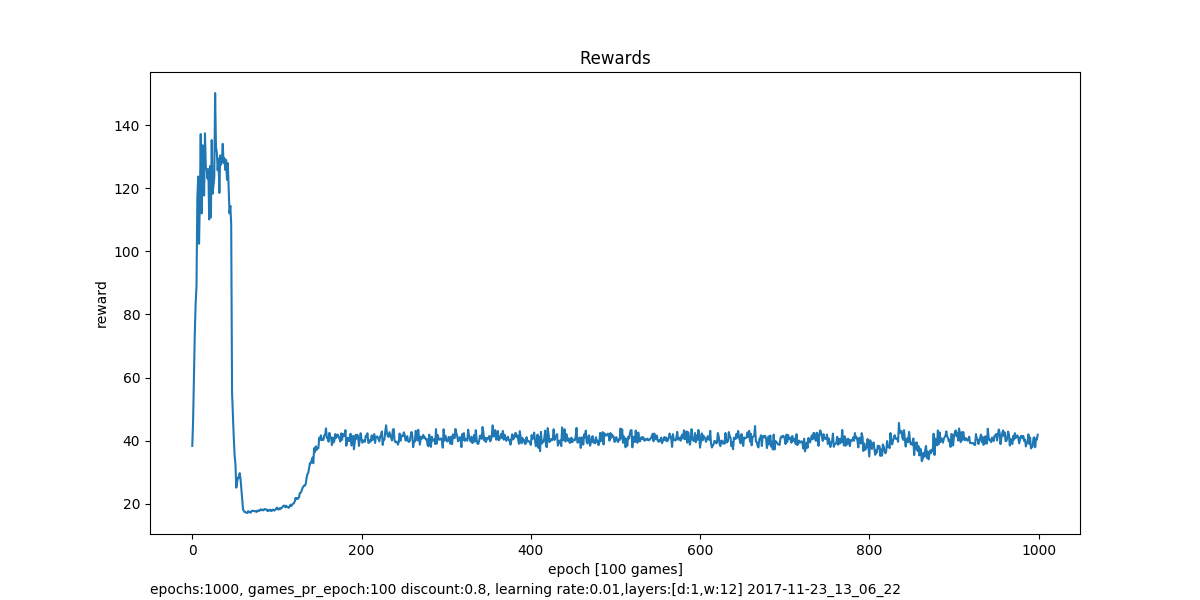 Rewards
140
120
100
80
60
40
20
reward
0 200 400 600 800 1000
epoch [100 games]
epochs:1000, games_pr_epoch:100 discount:0.8, learning rate:0.01,layers:[d:1,w:12] 2017-11-23_13_06_22